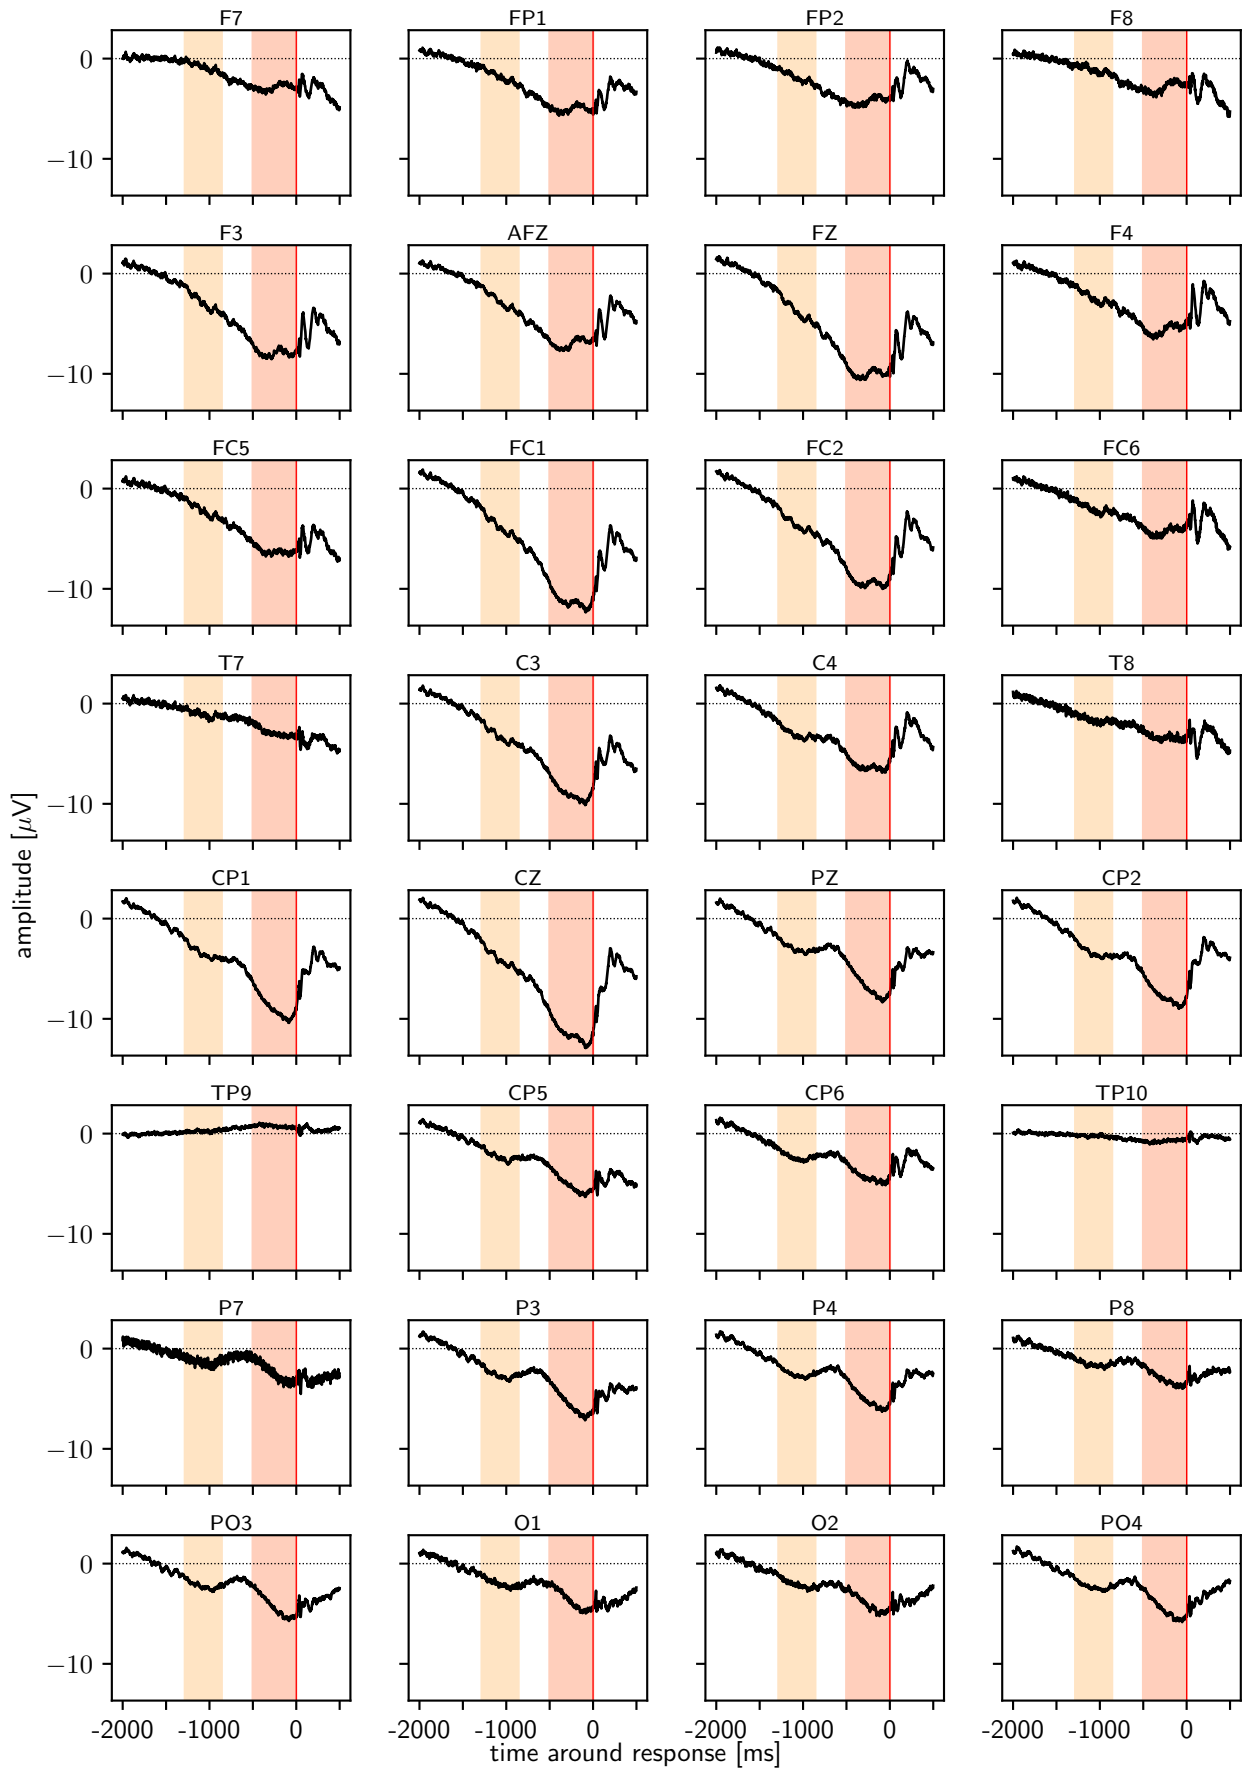 F7 FP1 FP2 F8
0
−10
F3 AFZ FZ F4
0
−10
FC5 FC1 FC2 FC6
0
−10
T7 C3 C4 T8
0
−10
amplitude [μV]
CP1 CZ PZ CP2
0
−10
TP9 CP5 CP6 TP10
0
−10
P7 P3 P4 P8
0
−10
PO3 O1 O2 PO4
0
−10
-2000 -1000 0 -2000 -1000 0 -2000 -1000 0 -2000 -1000 0
time around response [ms]